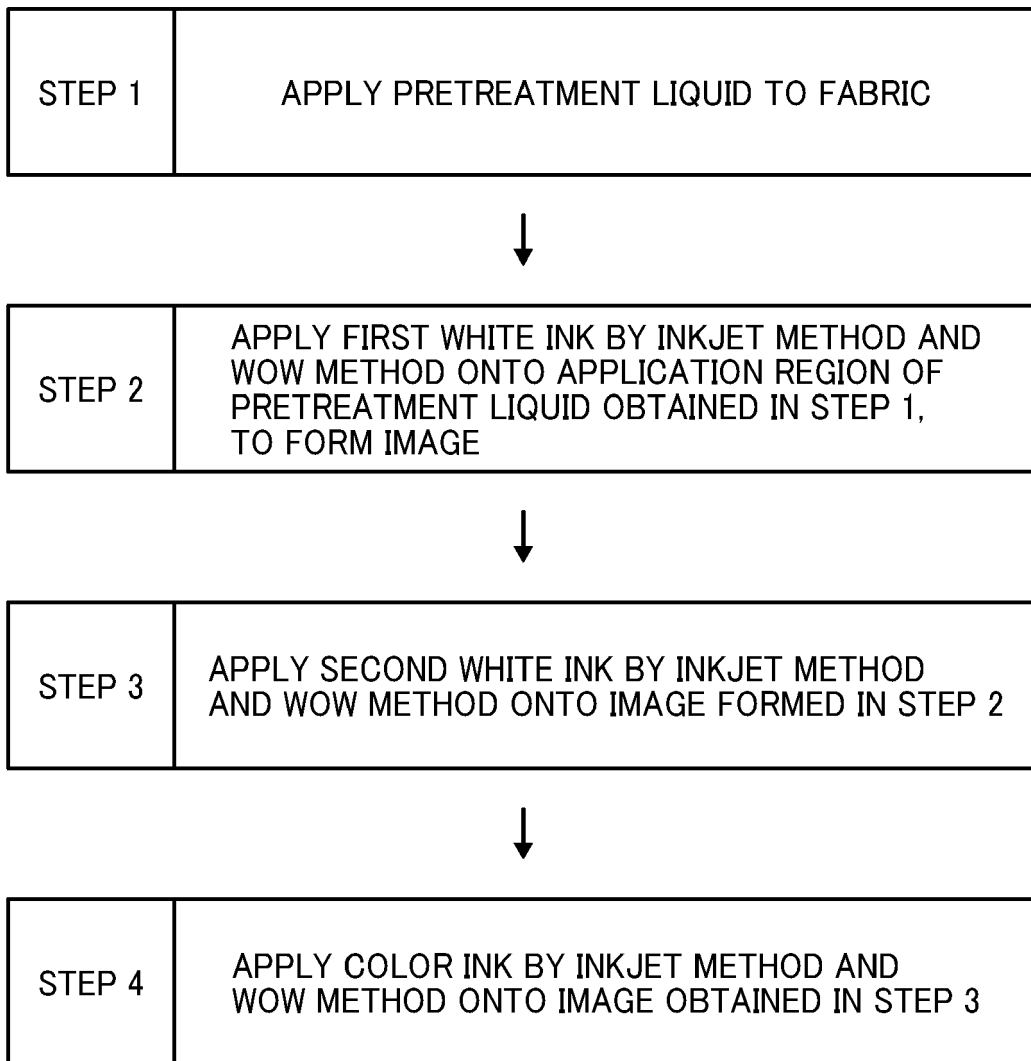 STEP 1
APPLY PRETREATMENT LIQUID TO FABRIC
STEP 2
APPLY FIRST WHITE INK BY INKJET METHOD AND
WOW METHOD ONTO APPLICATION REGION OF
PRETREATMENT LIQUID OBTAINED IN STEP 1,
TO FORM IMAGE
STEP 3
APPLY SECOND WHITE INK BY INKJET METHOD
AND WOW METHOD ONTO IMAGE FORMED IN STEP 2
STEP 4
APPLY COLOR INK BY INKJET METHOD AND
WOW METHOD ONTO IMAGE OBTAINED IN STEP 3